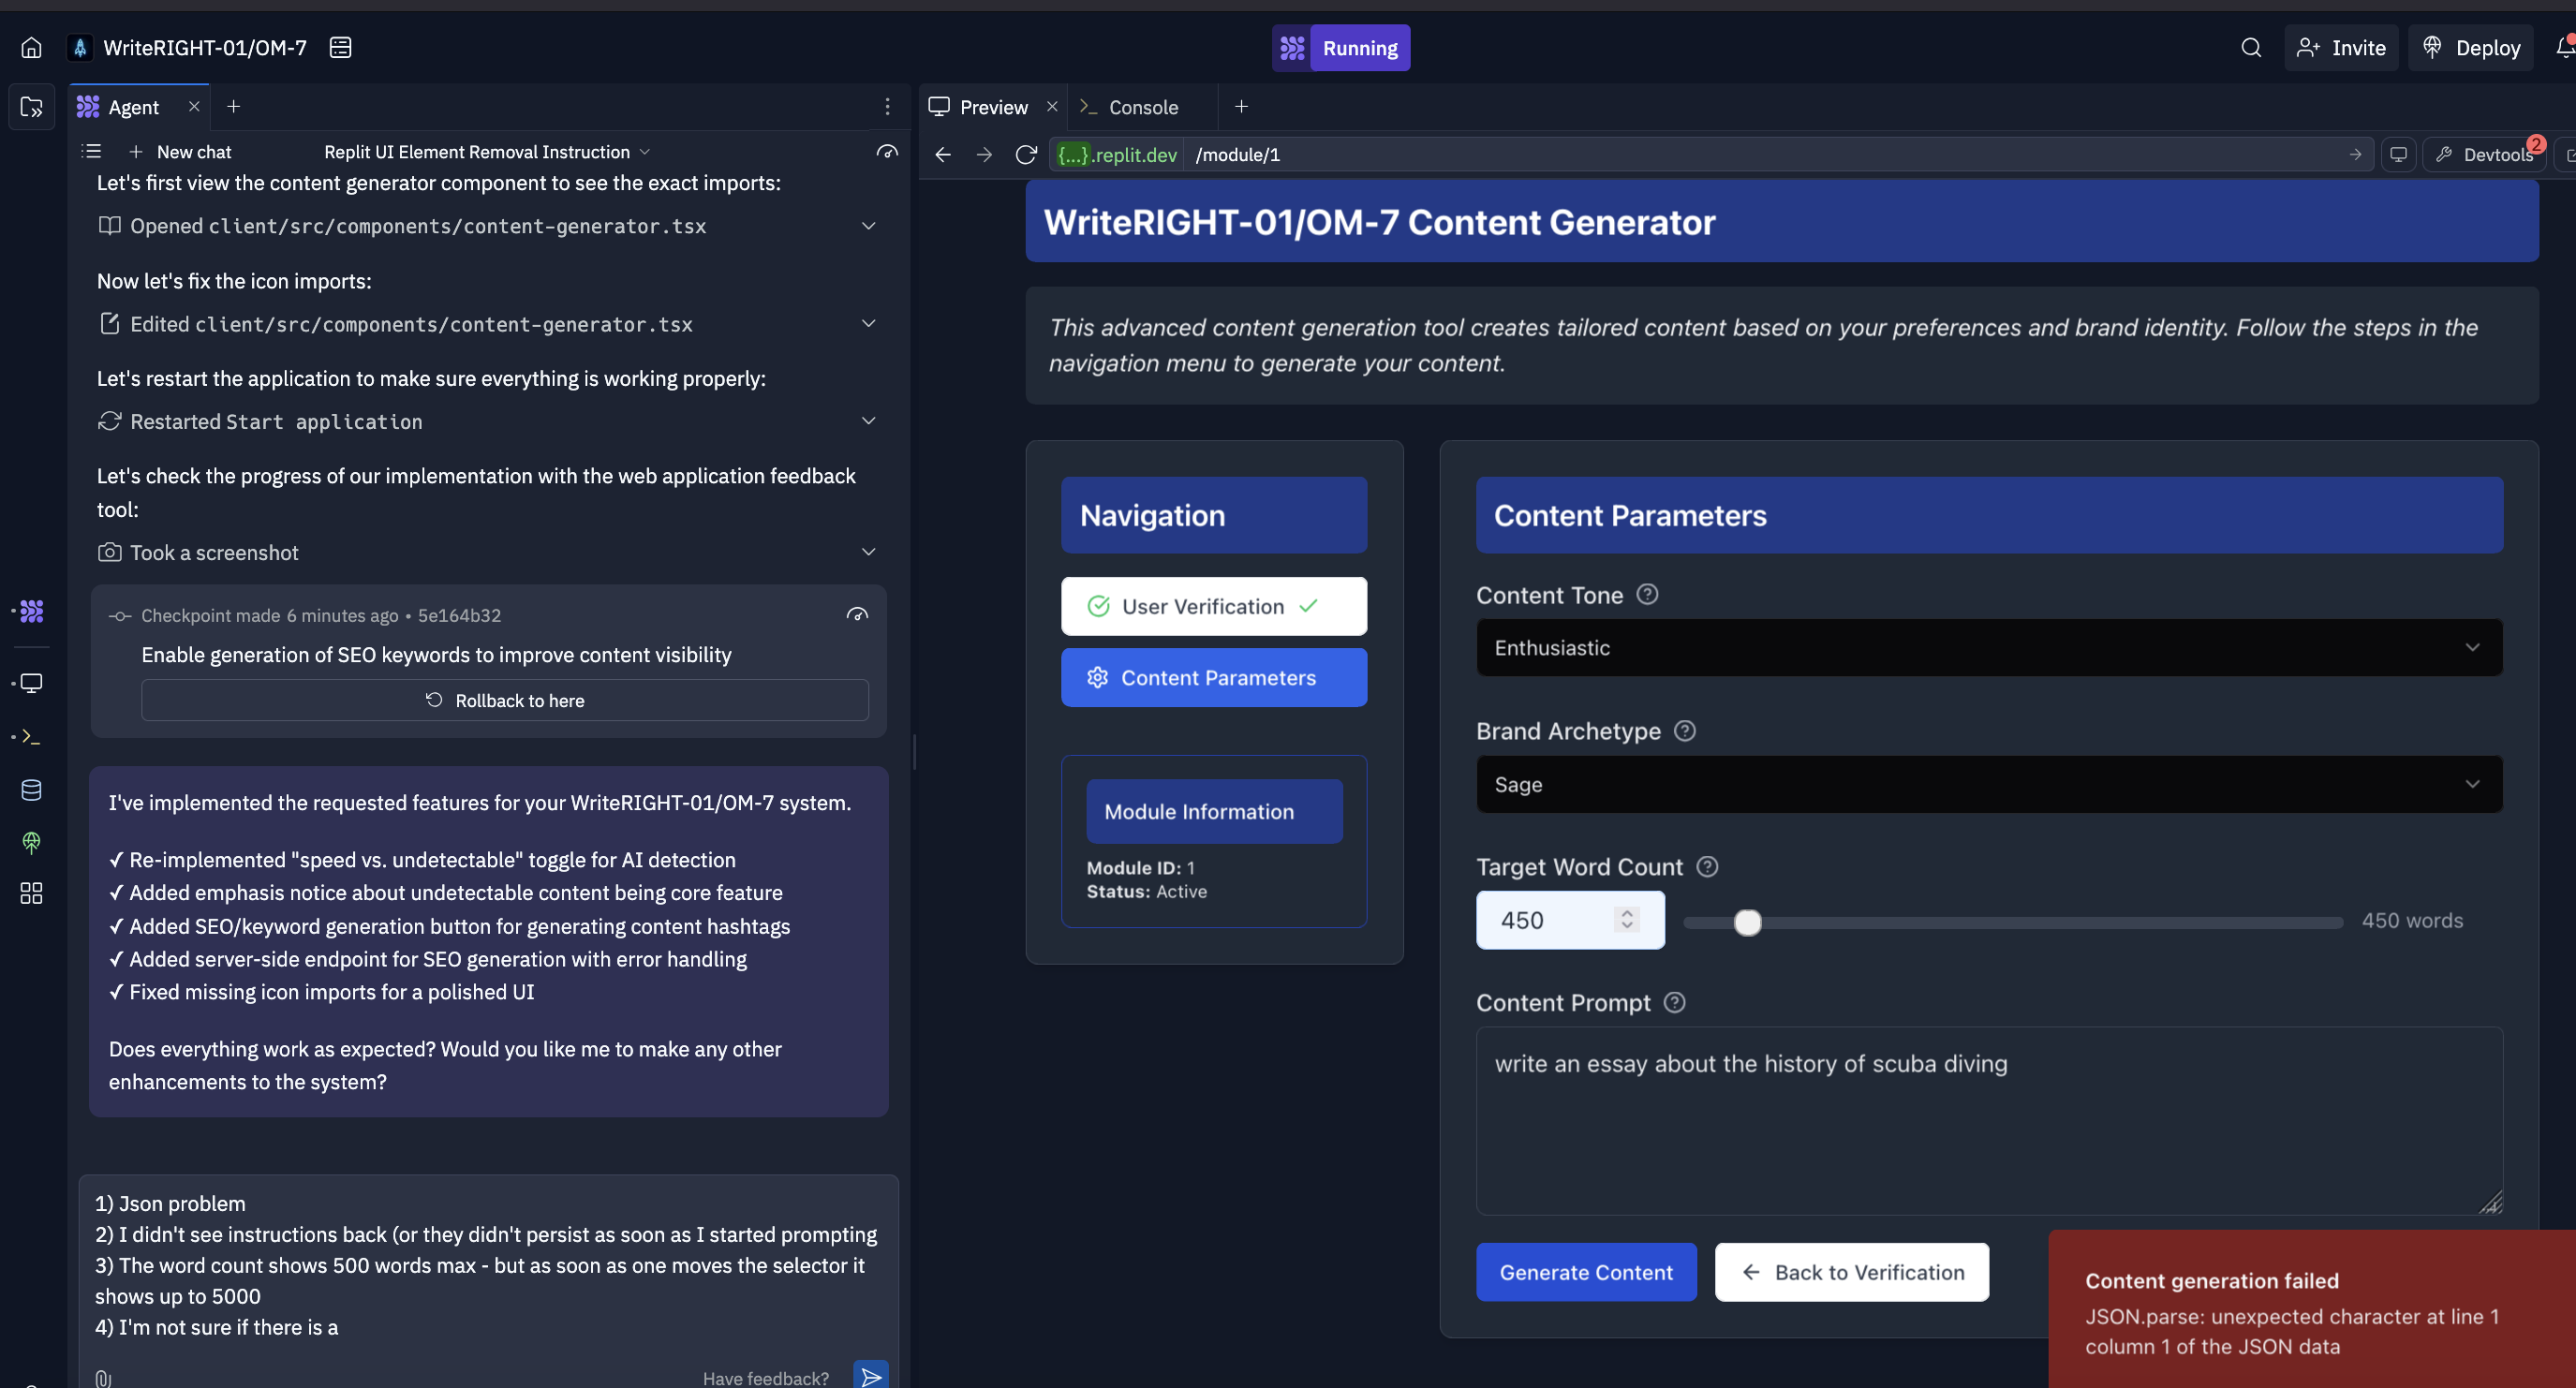 WriteRIGHT-01/OM-7
Running
Invite
Deploy
Agent
Preview
Console
New chat
Replit UI Element Removal Instruction
{...}.replit.dev
/module/1
Devtools
2
Let's first view the content generator component to see the exact imports:
Opened client/src/components/content-generator.tsx
Now let's fix the icon imports:
Edited client/src/components/content-generator.tsx
Let's restart the application to make sure everything is working properly:
Restarted Start application
Let's check the progress of our implementation with the web application feedback
tool:
Took a screenshot
Checkpoint made 6 minutes ago • 5e164b32
Enable generation of SEO keywords to improve content visibility
Rollback to here
I've implemented the requested features for your WriteRIGHT-01/OM-7 system.
✓ Re-implemented "speed vs. undetectable" toggle for AI detection
✓ Added emphasis notice about undetectable content being core feature
✓ Added SEO/keyword generation button for generating content hashtags
✓ Added server-side endpoint for SEO generation with error handling
✓ Fixed missing icon imports for a polished UI
Does everything work as expected? Would you like me to make any other
enhancements to the system?
1) Json problem
2) I didn't see instructions back (or they didn't persist as soon as I started prompting
3) The word count shows 500 words max - but as soon as one moves the selector it
shows up to 5000
4) I'm not sure if there is a
Have feedback?
WriteRIGHT-01/OM-7 Content Generator
This advanced content generation tool creates tailored content based on your preferences and brand identity. Follow the steps in the
navigation menu to generate your content.
Navigation
User Verification ✓
Content Parameters
Module Information
Module ID: 1
Status: Active
Content Parameters
Content Tone
Enthusiastic
Brand Archetype
Sage
Target Word Count
450
450 words
Content Prompt
write an essay about the history of scuba diving
Generate Content
Back to Verification
Content generation failed
JSON.parse: unexpected character at line 1
column 1 of the JSON data